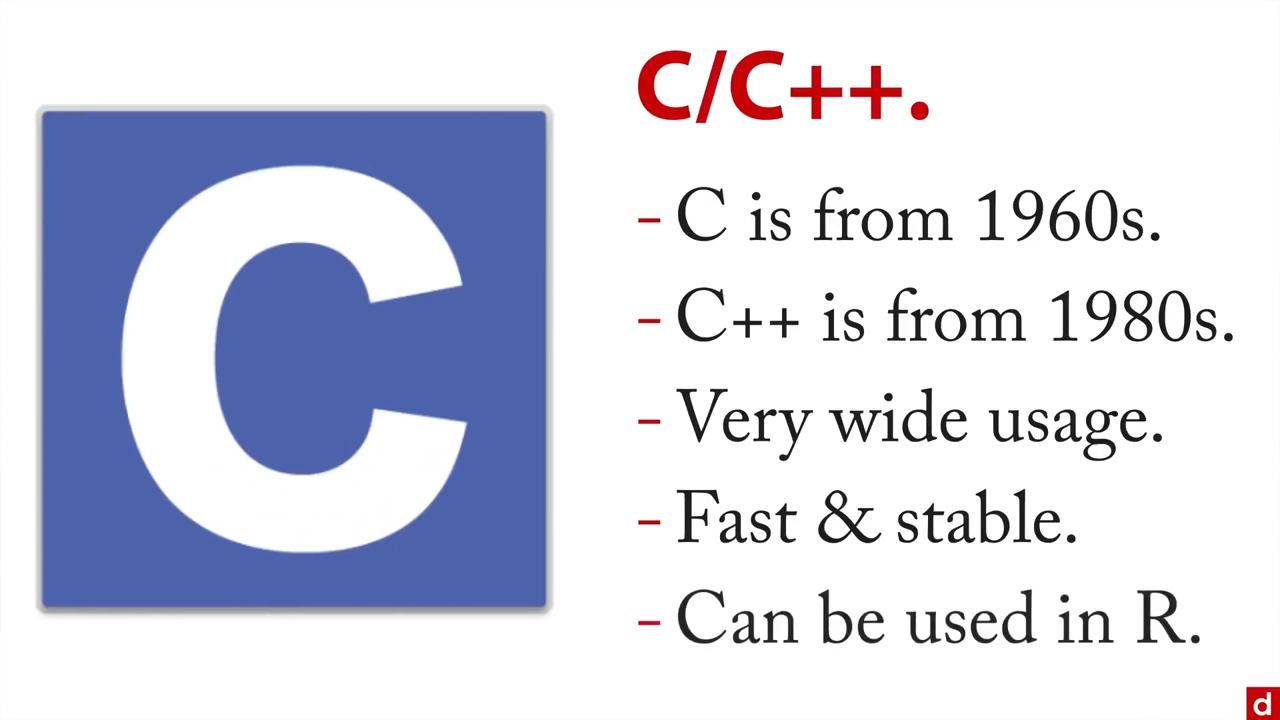 C
C/C++.
- C is from 1960s.
- C++ is from 1980s.
- Very wide usage.
- Fast & stable.
- Can be used in R.
d